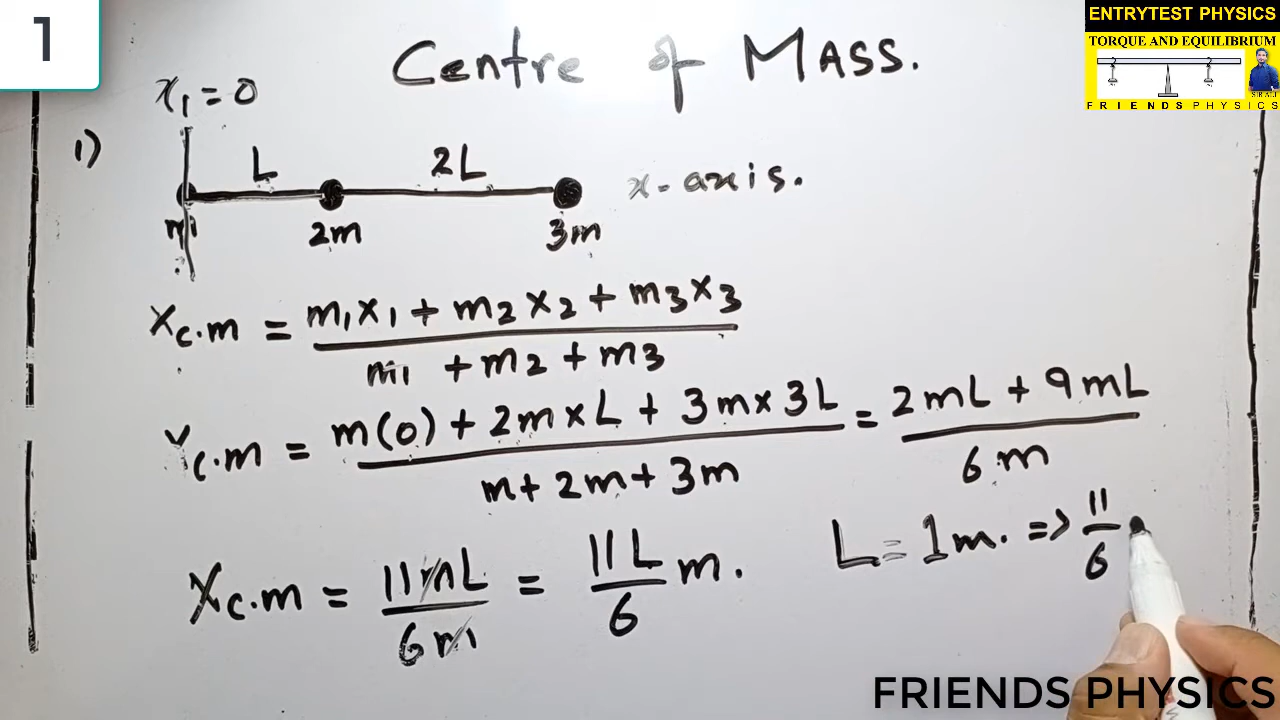 1
ENTRYTEST PHYSICS
TORQUE AND EQUILIBRIUM
SIR ALI
FRIENDS PHYSICS
Centre of MASS.
x₁ = 0
1)
L 2L x-axis.
m 2m 3m
Xc.m = m₁x₁ + m₂x₂ + m₃x₃ / m₁ + m₂ + m₃
Xc.m = m(0) + 2m×L + 3m×3L / m + 2m + 3m = 2mL + 9mL / 6m
Xc.m = 11mL / 6m = 11L / 6 m.
L = 1m. => 11 / 6
FRIENDS PHYSICS